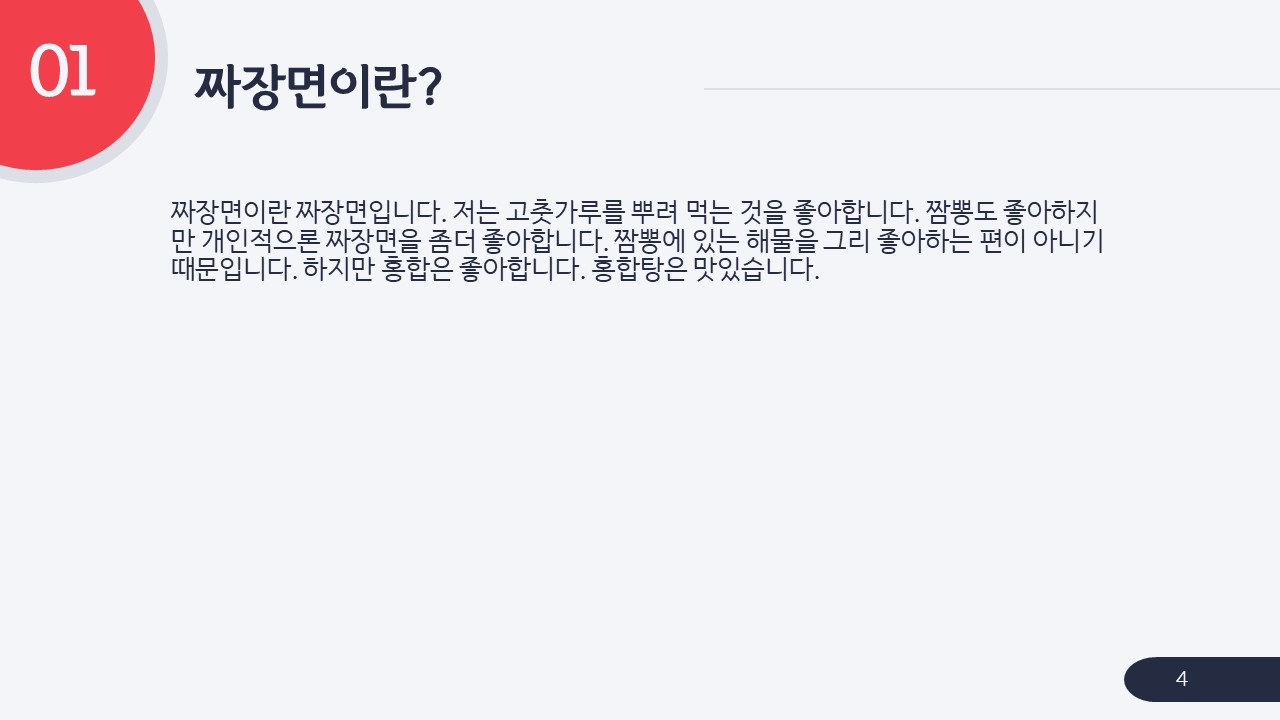 01
짜장면이란?
짜장면이란 짜장면입니다. 저는 고춧가루를 뿌려 먹는 것을 좋아합니다. 짬뽕도 좋아하지
만 개인적으론 짜장면을 좀더 좋아합니다. 짬뽕에 있는 해물을 그리 좋아하는 편이 아니기
때문입니다. 하지만 홍합은 좋아합니다. 홍합탕은 맛있습니다.
4